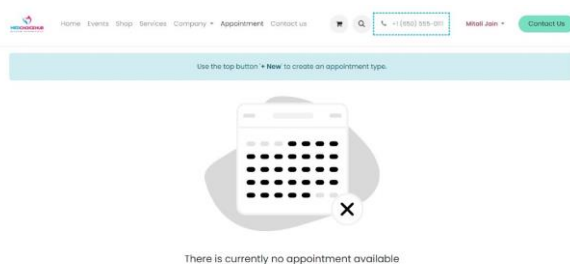 Home Events Shop Services Company Appointment Contact us +1 (650) 555-0111 Mitali Jain Contact Us
Use the top button '+ New' to create an appointment type.
There is currently no appointment available